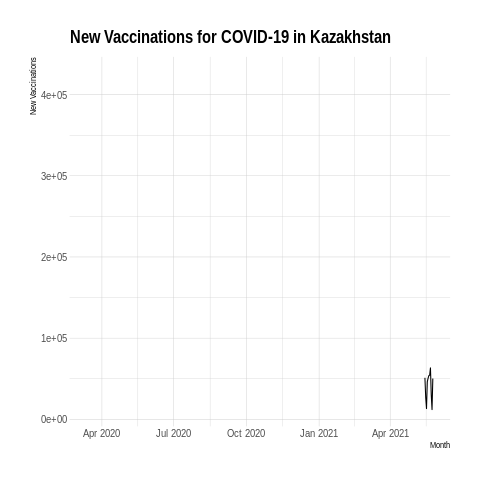 New Vaccinations for COVID-19 in Kazakhstan
New Vaccinations
4e+05
3e+05
2e+05
1e+05
0e+00
Apr 2020 Jul 2020 Oct 2020 Jan 2021 Apr 2021
Month